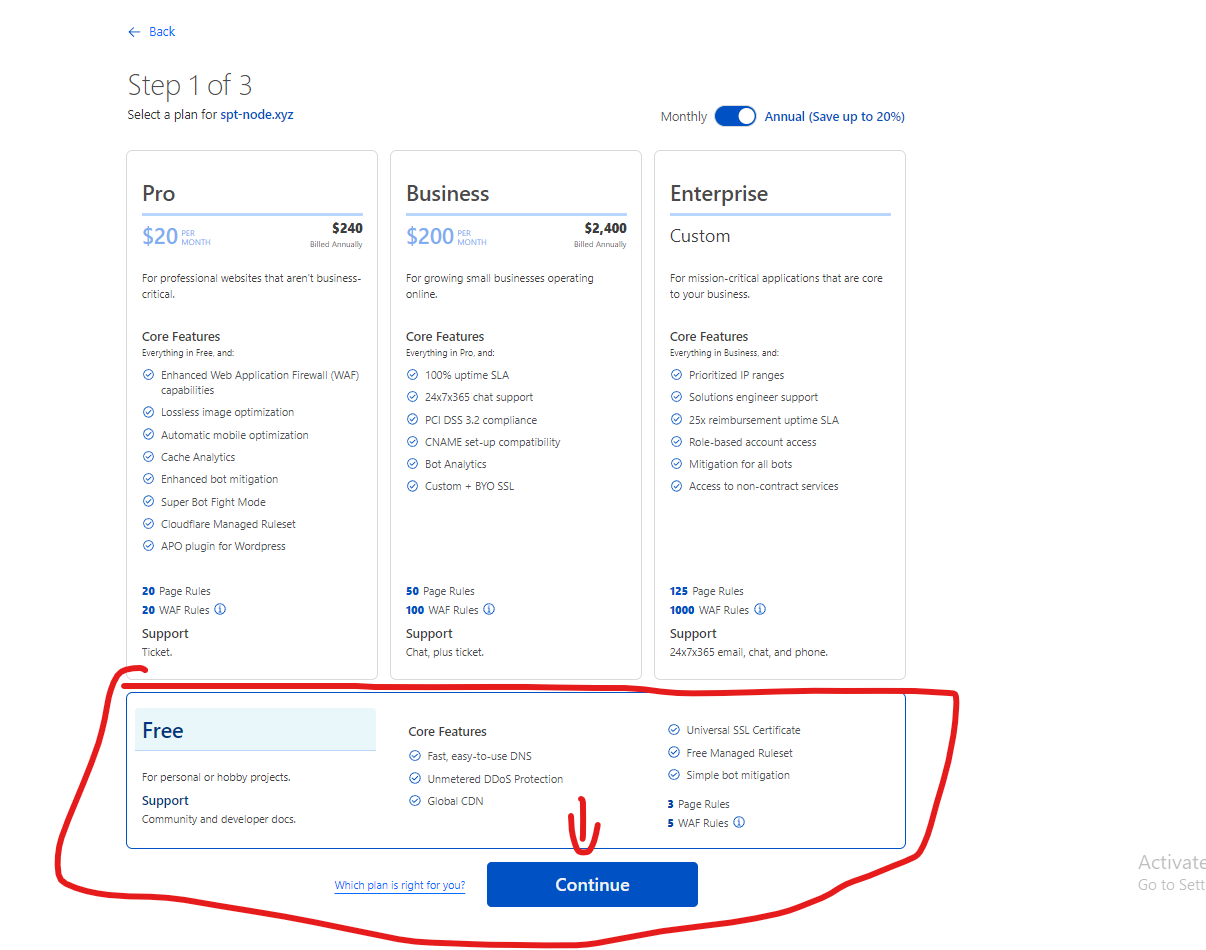 Back
Step 1 of 3
Select a plan for spt-node.xyz
Monthly Annual (Save up to 20%)
Pro
$20 PER MONTH $240
Billed Annually
For professional websites that aren't business-
critical.
Core Features
Everything in Free, and:
Enhanced Web Application Firewall (WAF)
capabilities
Lossless image optimization
Automatic mobile optimization
Cache Analytics
Enhanced bot mitigation
Super Bot Fight Mode
Cloudflare Managed Ruleset
APO plugin for Wordpress
20 Page Rules
20 WAF Rules
Support
Ticket.
Business
$200 PER MONTH $2,400
Billed Annually
For growing small businesses operating
online.
Core Features
Everything in Pro, and:
100% uptime SLA
24x7x365 chat support
PCI DSS 3.2 compliance
CNAME set-up compatibility
Bot Analytics
Custom + BYO SSL
50 Page Rules
100 WAF Rules
Support
Chat, plus ticket.
Enterprise
Custom
For mission-critical applications that are core
to your business.
Core Features
Everything in Business, and:
Prioritized IP ranges
Solutions engineer support
25x reimbursement uptime SLA
Role-based account access
Mitigation for all bots
Access to non-contract services
125 Page Rules
1000 WAF Rules
Support
24x7x365 email, chat, and phone.
Free
For personal or hobby projects.
Support
Community and developer docs.
Core Features
Fast, easy-to-use DNS
Unmetered DDoS Protection
Global CDN
Universal SSL Certificate
Free Managed Ruleset
Simple bot mitigation
3 Page Rules
5 WAF Rules
Which plan is right for you?
Continue
Activate
Go to Sett